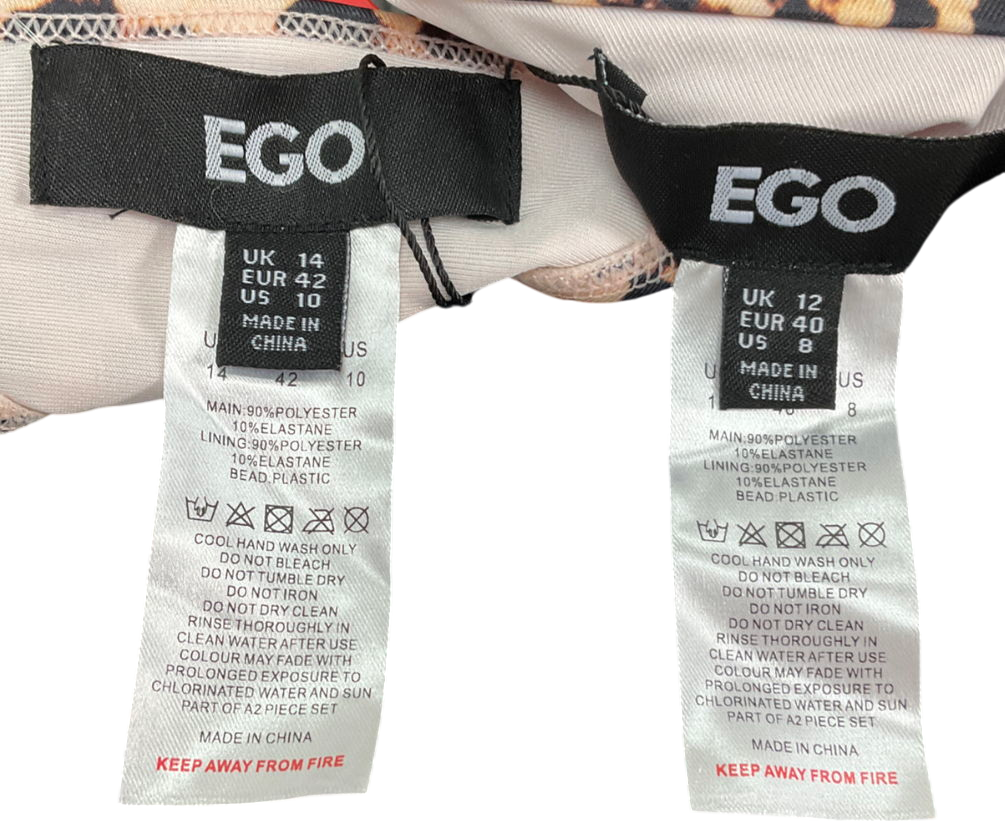 EGO
UK 14
EUR 42
US 10
MADE IN
CHINA
US
14 42 10
MAIN:90%POLYESTER
10%ELASTANE
LINING:90%POLYESTER
10%ELASTANE
BEAD:PLASTIC
COOL HAND WASH ONLY
DO NOT BLEACH
DO NOT TUMBLE DRY
DO NOT IRON
DO NOT DRY CLEAN
RINSE THOROUGHLY IN
CLEAN WATER AFTER USE
COLOUR MAY FADE WITH
PROLONGED EXPOSURE TO
CHLORINATED WATER AND SUN
PART OF A2 PIECE SET
MADE IN CHINA
KEEP AWAY FROM FIRE
EGO
UK 12
EUR 40
US 8
MADE IN
CHINA
US
8
MAIN:90%POLYESTER
10%ELASTANE
LINING:90%POLYESTER
10%ELASTANE
BEAD:PLASTIC
COOL HAND WASH ONLY
DO NOT BLEACH
DO NOT TUMBLE DRY
DO NOT IRON
DO NOT DRY CLEAN
RINSE THOROUGHLY IN
CLEAN WATER AFTER USE
COLOUR MAY FADE WITH
PROLONGED EXPOSURE TO
CHLORINATED WATER AND SUN
PART OF A2 PIECE SET
MADE IN CHINA
KEEP AWAY FROM FIRE